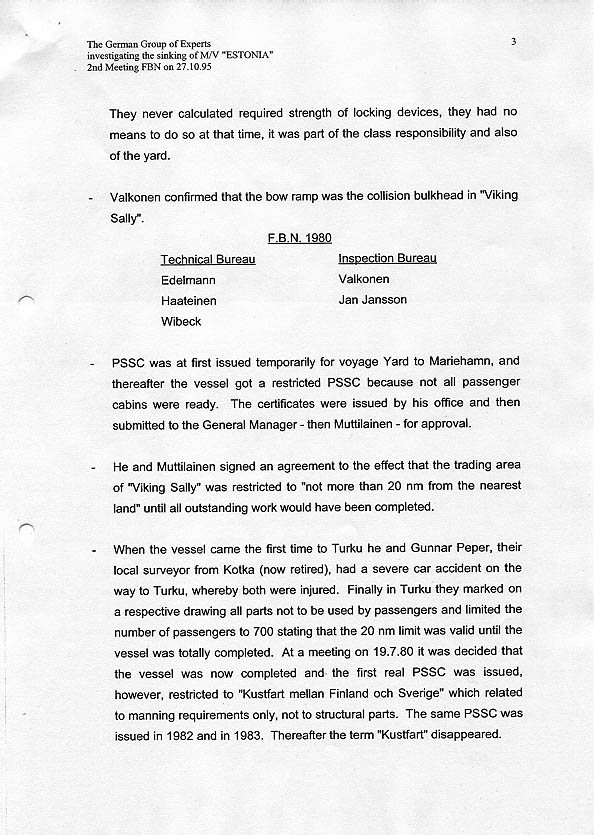 The German Group of Experts
investigating the sinking of M/V "ESTONIA"
2nd Meeting FBN on 27.10.95
3
They never calculated required strength of locking devices, they had no
means to do so at that time, it was part of the class responsibility and also
of the yard.
- Valkonen confirmed that the bow ramp was the collision bulkhead in "Viking
Sally".
F.B.N. 1980
Technical Bureau Inspection Bureau
Edelmann Valkonen
Haateinen Jan Jansson
Wibeck
- PSSC was at first issued temporarily for voyage Yard to Mariehamn, and
thereafter the vessel got a restricted PSSC because not all passenger
cabins were ready. The certificates were issued by his office and then
submitted to the General Manager - then Muttilainen - for approval.
- He and Muttilainen signed an agreement to the effect that the trading area
of "Viking Sally" was restricted to "not more than 20 nm from the nearest
land" until all outstanding work would have been completed.
- When the vessel came the first time to Turku he and Gunnar Peper, their
local surveyor from Kotka (now retired), had a severe car accident on the
way to Turku, whereby both were injured. Finally in Turku they marked on
a respective drawing all parts not to be used by passengers and limited the
number of passengers to 700 stating that the 20 nm limit was valid until the
vessel was totally completed. At a meeting on 19.7.80 it was decided that
the vessel was now completed and the first real PSSC was issued,
however, restricted to "Kustfart mellan Finland och Sverige" which related
to manning requirements only, not to structural parts. The same PSSC was
issued in 1982 and in 1983. Thereafter the term "Kustfart" disappeared.